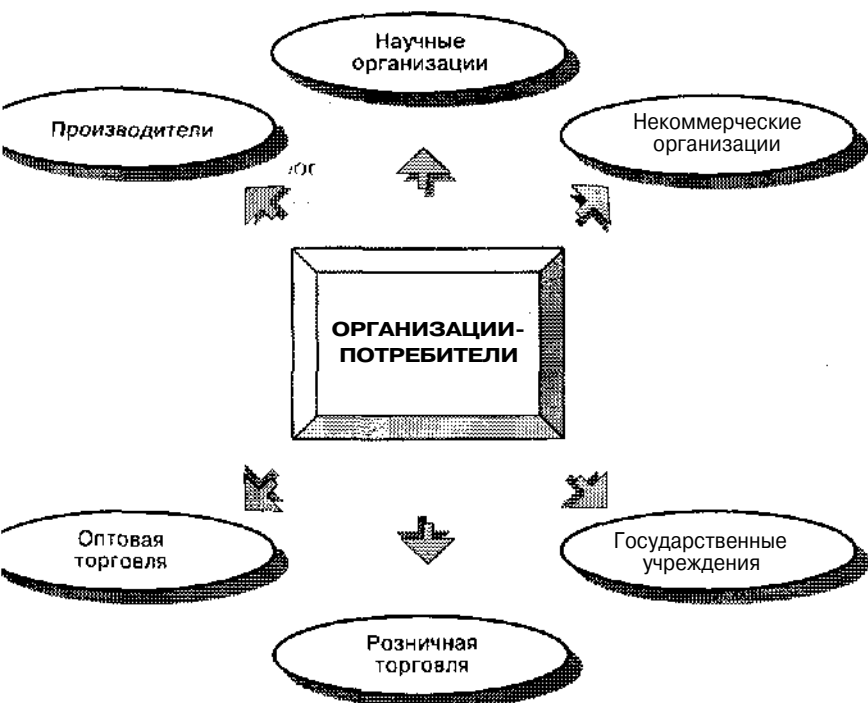 Научные
организации
Производители
Некоммерческие
организации
ОРГАНИЗАЦИИ-
ПОТРЕБИТЕЛИ
Оптовая
торговля
Государственные
учреждения
Розничная
торговля